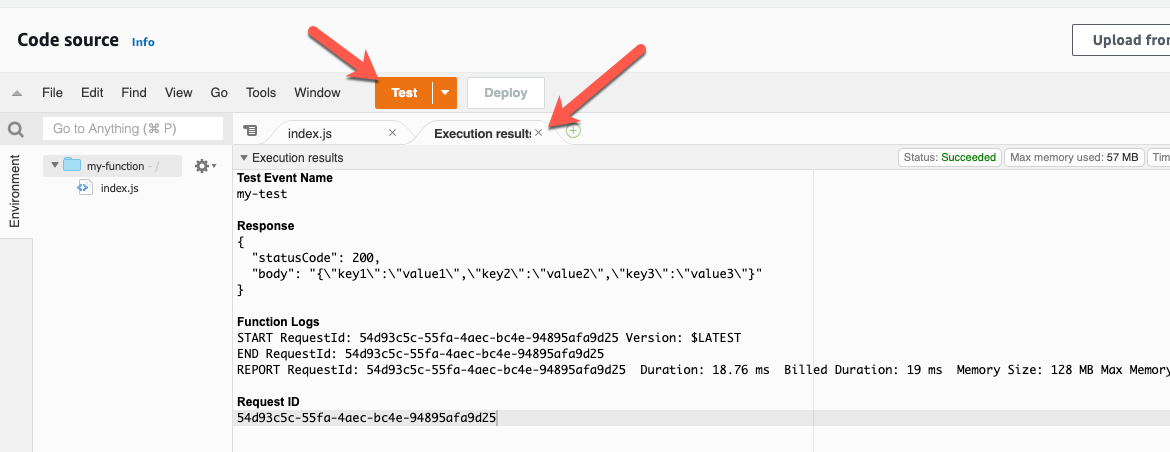 Code source Info
Upload from
File Edit Find View Go Tools Window Test Deploy
Go to Anything (⌘ P)
index.js
Execution results
Environment
my-function - /
index.js
Execution results
Status: Succeeded
Max memory used: 57 MB
Test Event Name
my-test
Response
{
"statusCode": 200,
"body": "{\"key1\":\"value1\",\"key2\":\"value2\",\"key3\":\"value3\"}"
}
Function Logs
START RequestId: 54d93c5c-55fa-4aec-bc4e-94895afa9d25 Version: $LATEST
END RequestId: 54d93c5c-55fa-4aec-bc4e-94895afa9d25
REPORT RequestId: 54d93c5c-55fa-4aec-bc4e-94895afa9d25 Duration: 18.76 ms Billed Duration: 19 ms Memory Size: 128 MB Max Memory
Request ID
54d93c5c-55fa-4aec-bc4e-94895afa9d25